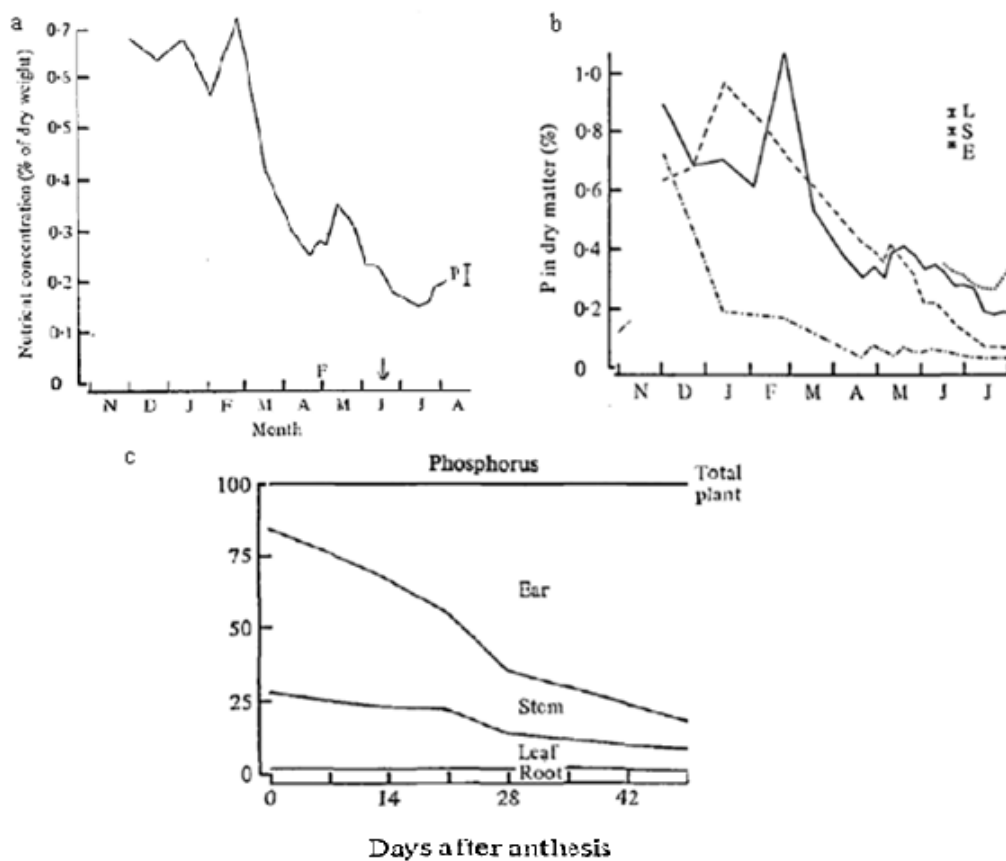 a
Nutrient concentration (% of dry weight)
0·7
0·6
0·5
0·4
0·3
0·2
0·1
0
P
F
N D J F M A M J J A
Month
b
P in dry matter (%)
1·0
0·8
0·6
0·4
0·2
0
L
S
E
N D J F M A M J J
c
Phosphorus
Total
plant
100
75
50
25
0
Ear
Stem
Leaf
Root
0 14 28 42
Days after anthesis